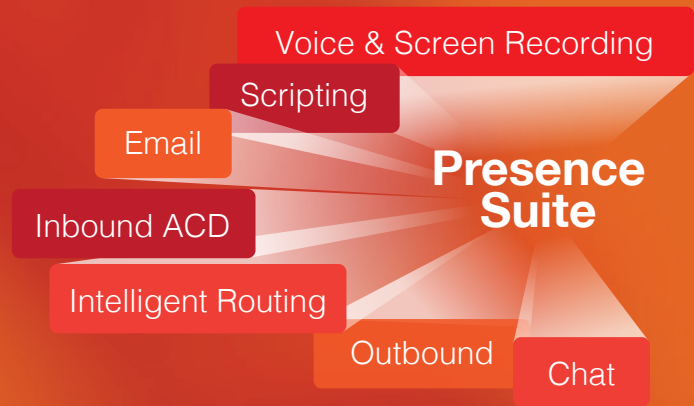 Voice & Screen Recording
Scripting
Email
Presence
Suite
Inbound ACD
Intelligent Routing
Outbound
Chat